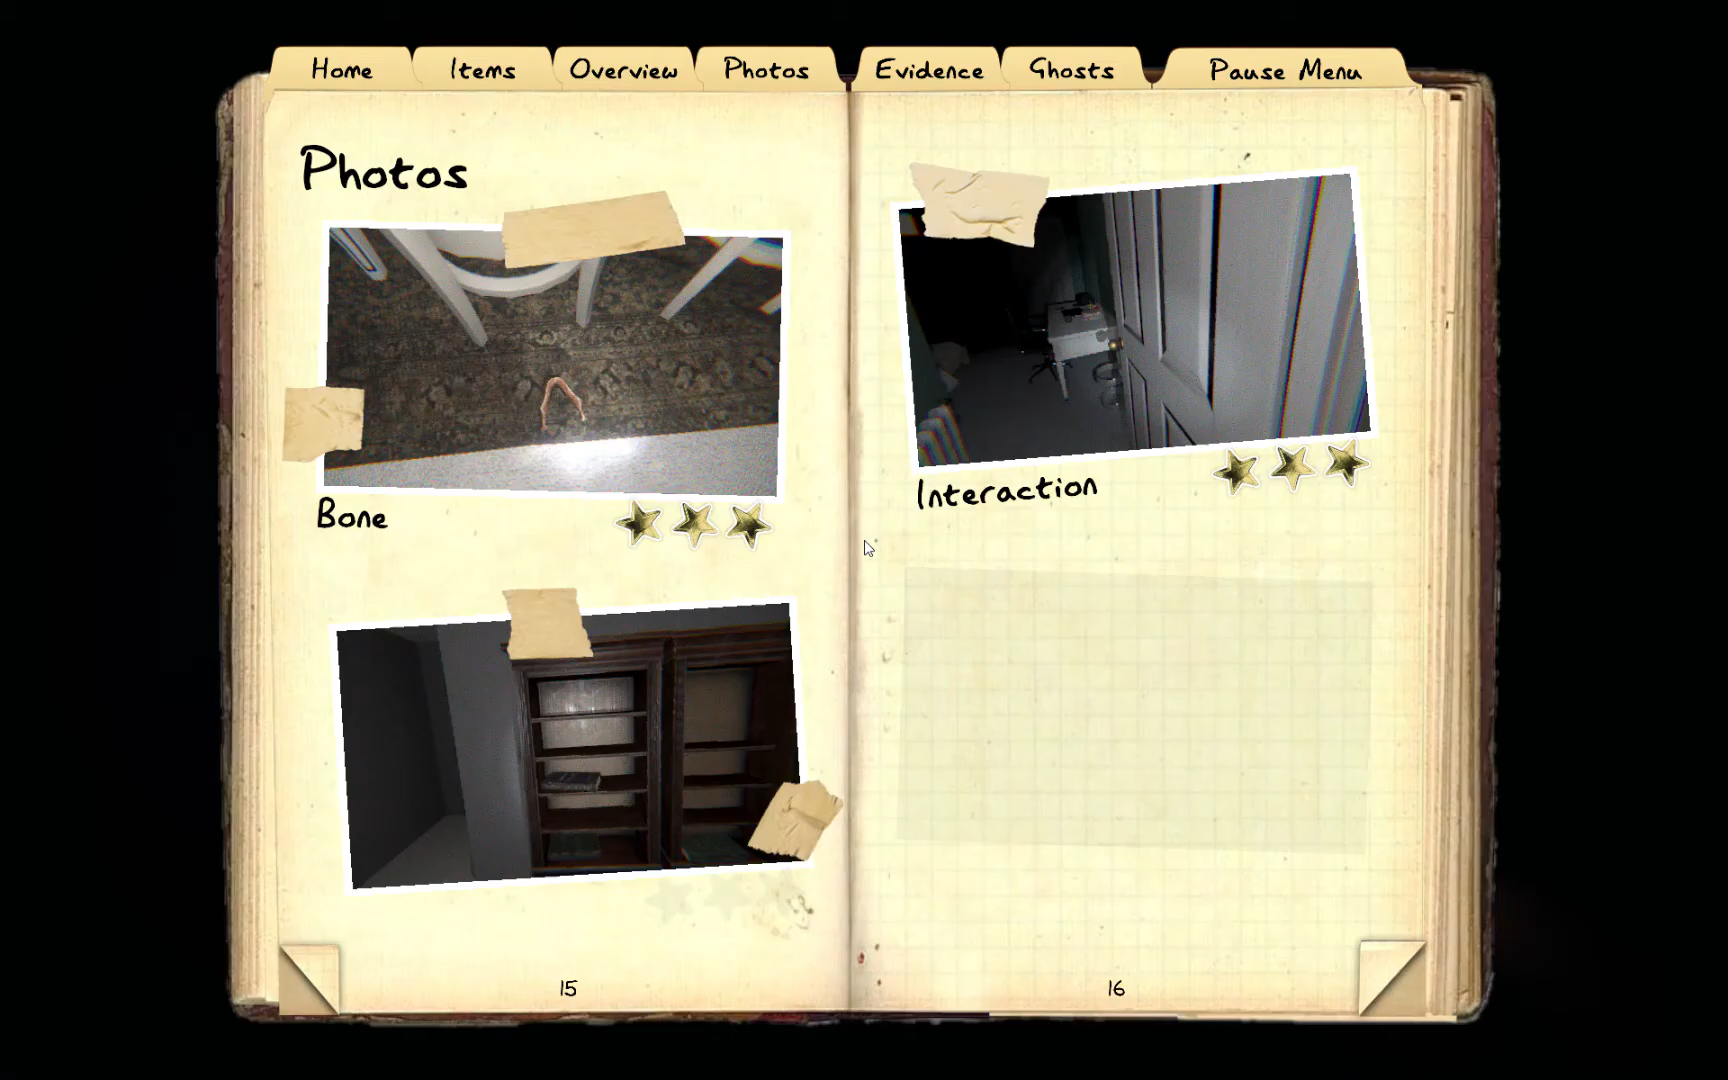 Home Items Overview Photos Evidence Ghosts Pause Menu
Photos
Bone
Interaction
15
16